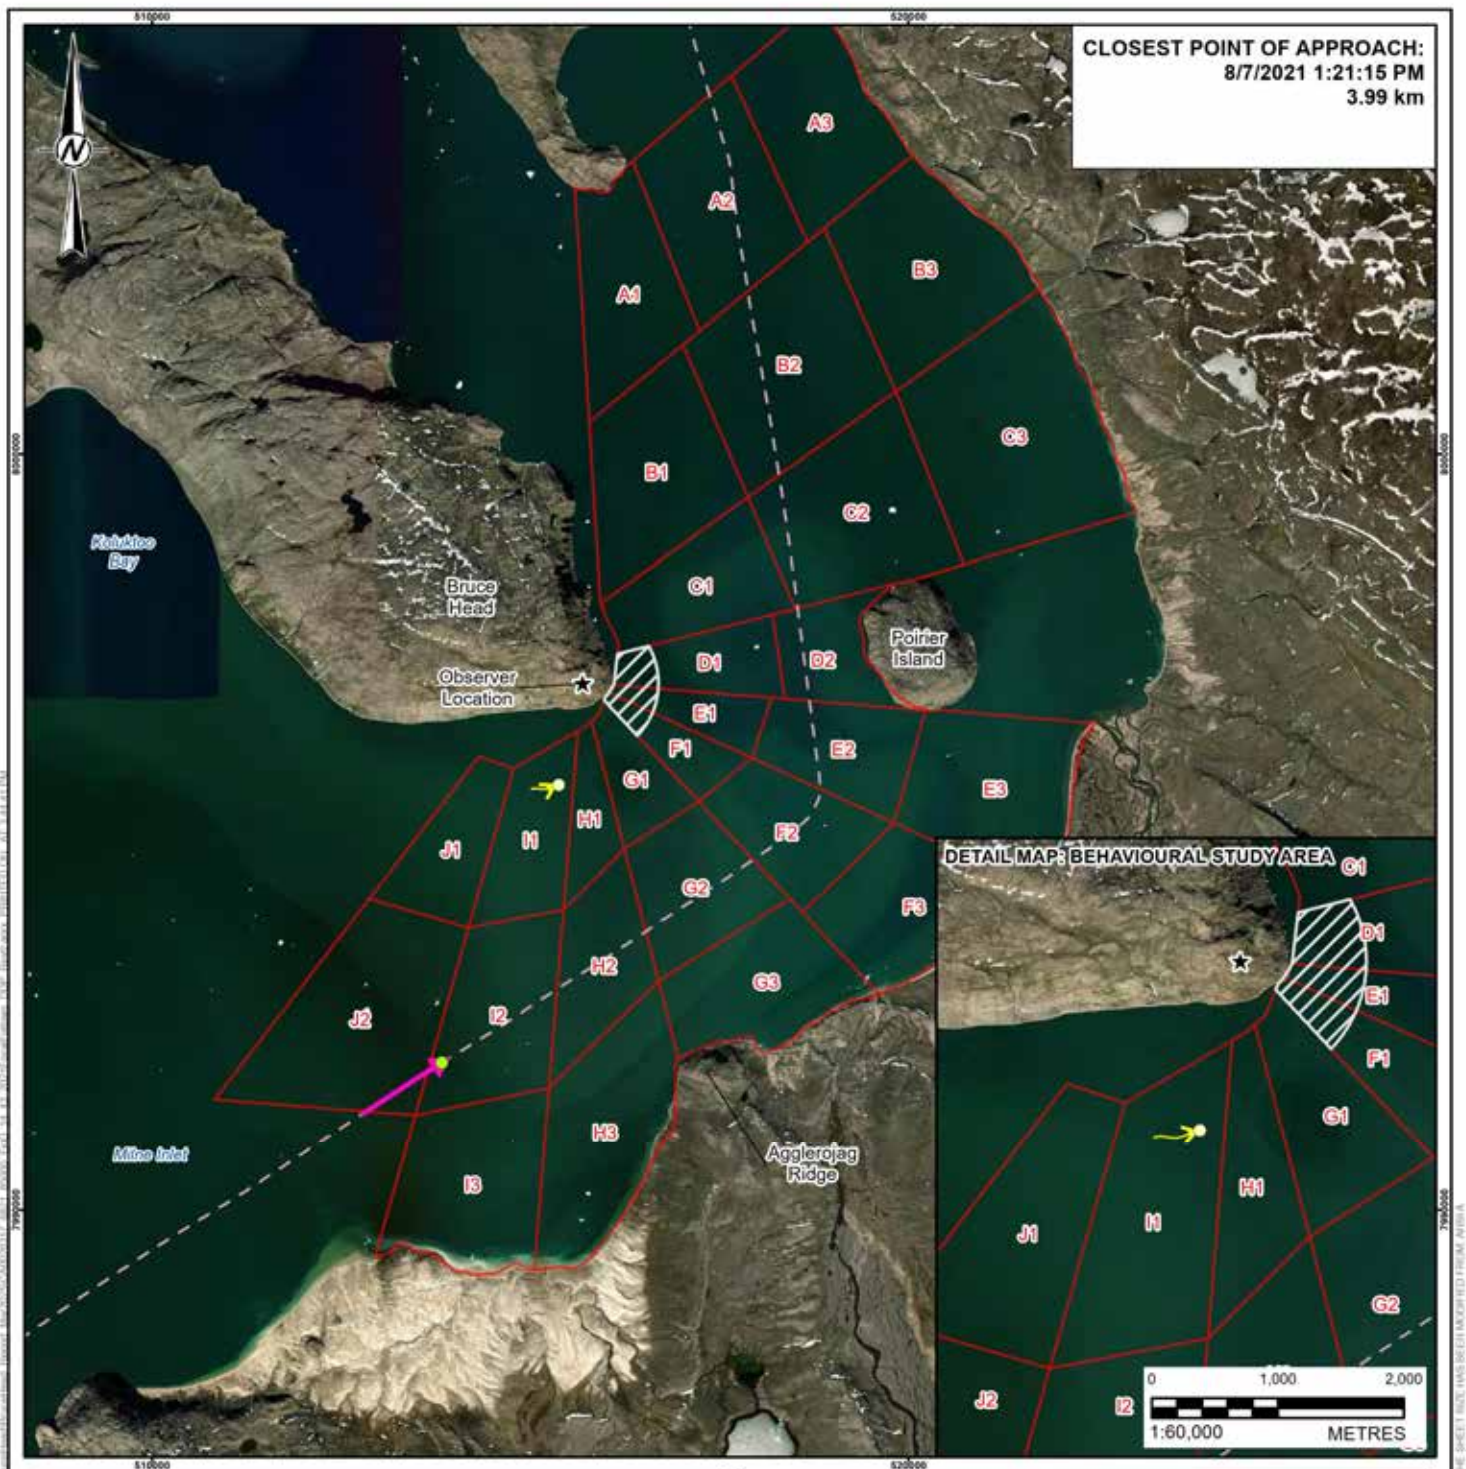 510000
520000
CLOSEST POINT OF APPROACH:
8/7/2021 1:21:15 PM
3.99 km
N
A3
A2
A1
B3
B2
C3
B1
C2
8000000
8000000
Koluktoo
Bay
Bruce
Head
C1
Observer
Location
D1
D2
Poirier
Island
E1
F1
E2
G1
E3
H1
I1
J1
F2
G2
F3
H2
G3
J2
I2
H3
I3
Milne Inlet
Agglerojag
Ridge
7990000
7990000
DETAIL MAP: BEHAVIOURAL STUDY AREA
C1
D1
E1
F1
G1
H1
I1
J1
G2
J2
I2
0 1,000 2,000
1:60,000 METRES
510000
520000